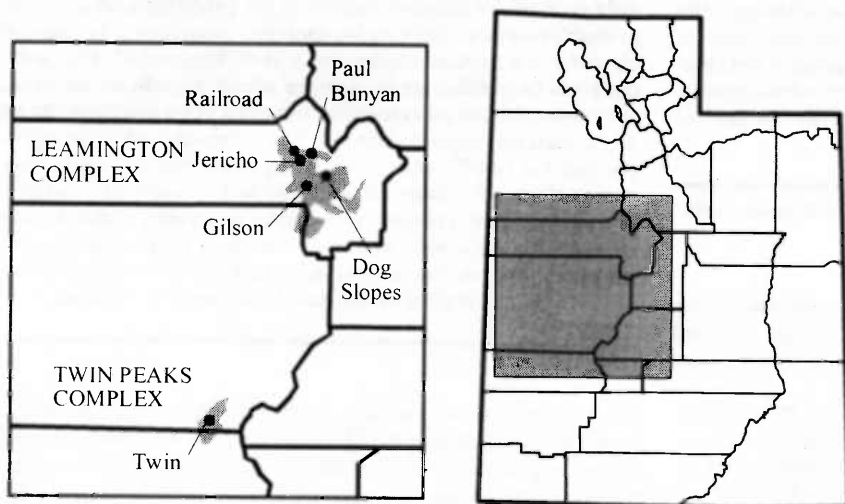 Paul
Bunyan
Railroad
LEAMINGTON
COMPLEX
Jericho
Gilson
Dog
Slopes
TWIN PEAKS
COMPLEX
Twin